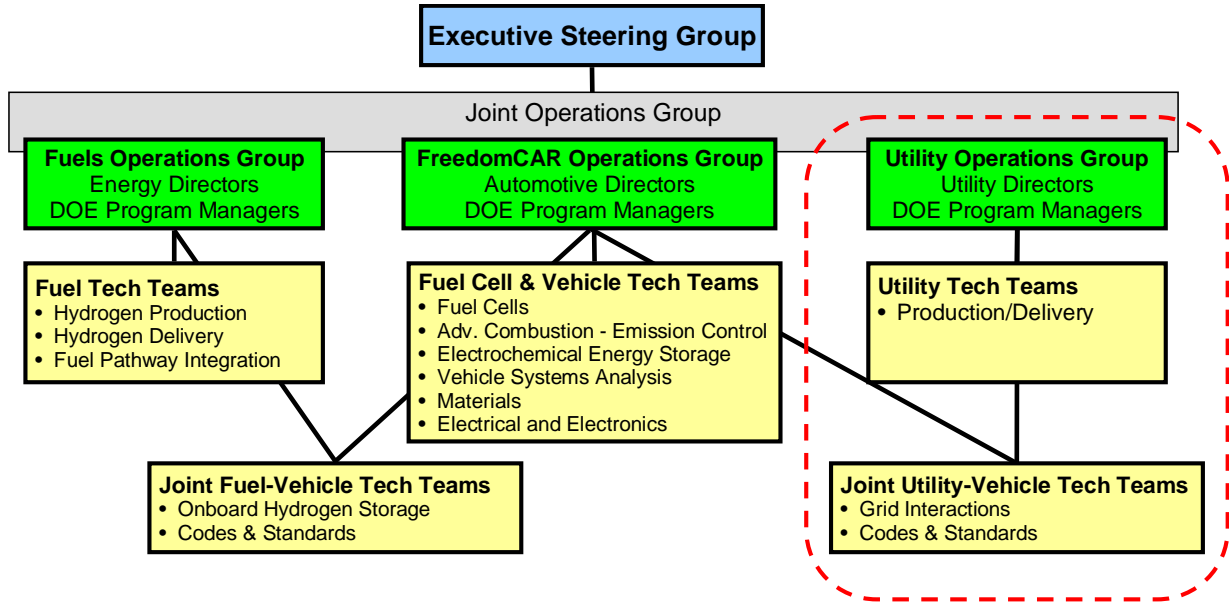 Executive Steering Group
Joint Operations Group
Fuels Operations Group
Energy Directors
DOE Program Managers
FreedomCAR Operations Group
Automotive Directors
DOE Program Managers
Utility Operations Group
Utility Directors
DOE Program Managers
Fuel Tech Teams
• Hydrogen Production
• Hydrogen Delivery
• Fuel Pathway Integration
Fuel Cell & Vehicle Tech Teams
• Fuel Cells
• Adv. Combustion - Emission Control
• Electrochemical Energy Storage
• Vehicle Systems Analysis
• Materials
• Electrical and Electronics
Utility Tech Teams
• Production/Delivery
Joint Fuel-Vehicle Tech Teams
• Onboard Hydrogen Storage
• Codes & Standards
Joint Utility-Vehicle Tech Teams
• Grid Interactions
• Codes & Standards